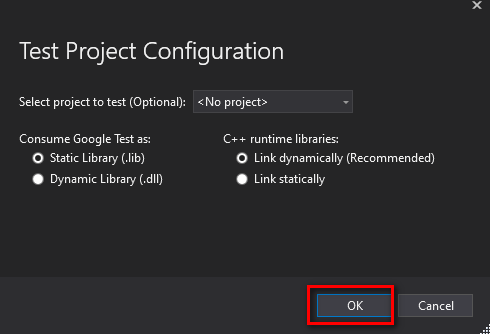 Test Project Configuration
Select project to test (Optional): <No project>
Consume Google Test as: C++ runtime libraries:
Static Library (.lib) Link dynamically (Recommended)
Dynamic Library (.dll) Link statically
OK Cancel